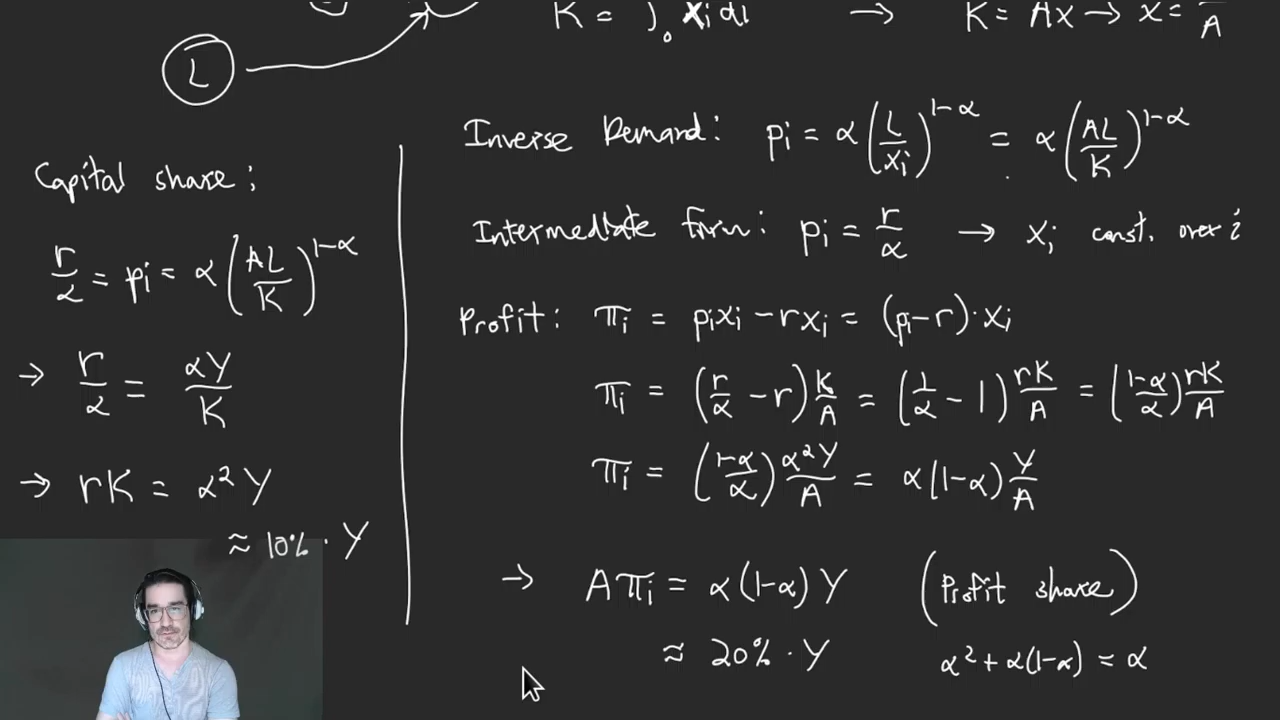 K = ∫₀ xᵢ di → K = Ax → x = /A
L
Inverse Demand: pᵢ = α(L/xᵢ)^(1-α) = α(AL/K)^(1-α)
Capital share:
Intermediate firm: pᵢ = r/α → xᵢ const. over i
r/α = pᵢ = α(AL/K)^(1-α)
Profit: πᵢ = pᵢxᵢ - rxᵢ = (pᵢ-r)·xᵢ
→ r/α = αY/K
πᵢ = (r/α - r)K/A = (1/α - 1)rK/A = (1-α/α)rK/A
→ rK = α²Y
πᵢ = (1-α/α)α²Y/A = α(1-α)Y/A
≈ 10% · Y
→ Aπᵢ = α(1-α)Y (Profit share)
≈ 20% · Y α² + α(1-α) = α